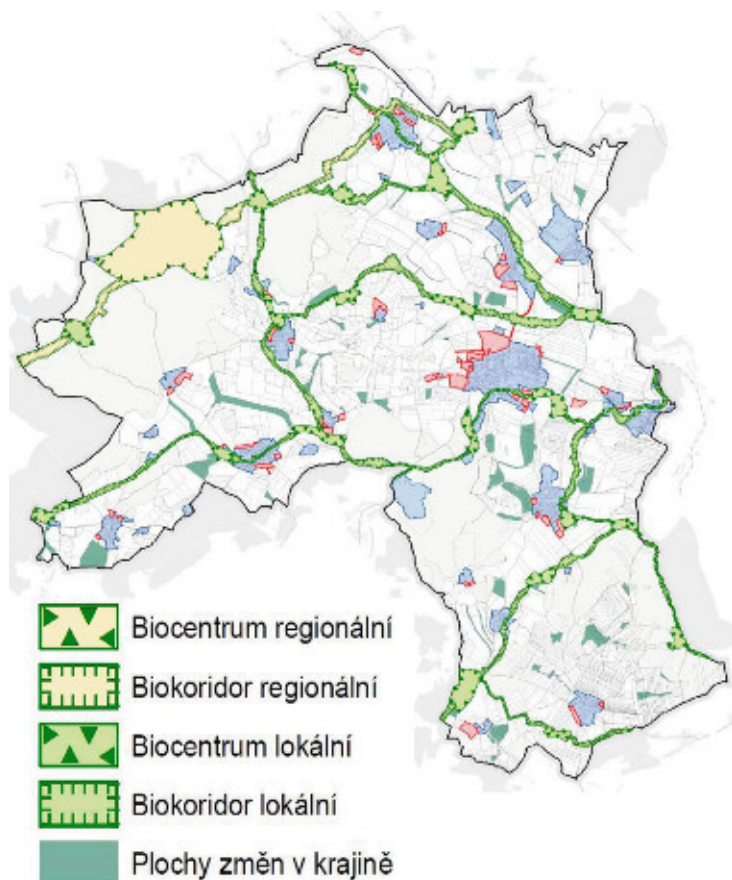 Biocentrum regionální
Biokoridor regionální
Biocentrum lokální
Biokoridor lokální
Plochy změn v krajině